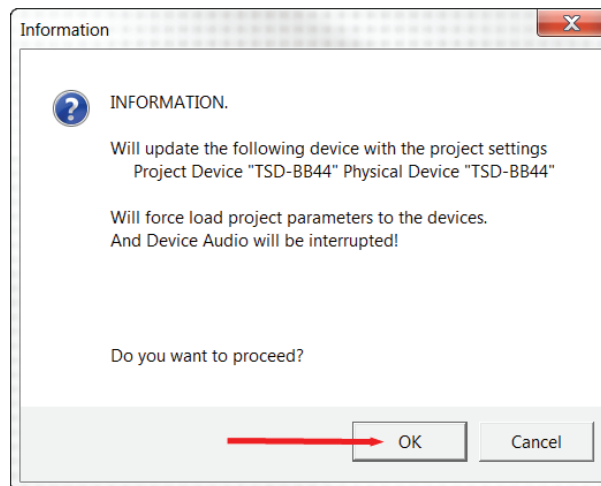 Information
X
?
INFORMATION.
Will update the following device with the project settings
Project Device "TSD-BB44" Physical Device "TSD-BB44"
Will force load project parameters to the devices.
And Device Audio will be interrupted!
Do you want to proceed?
OK
Cancel